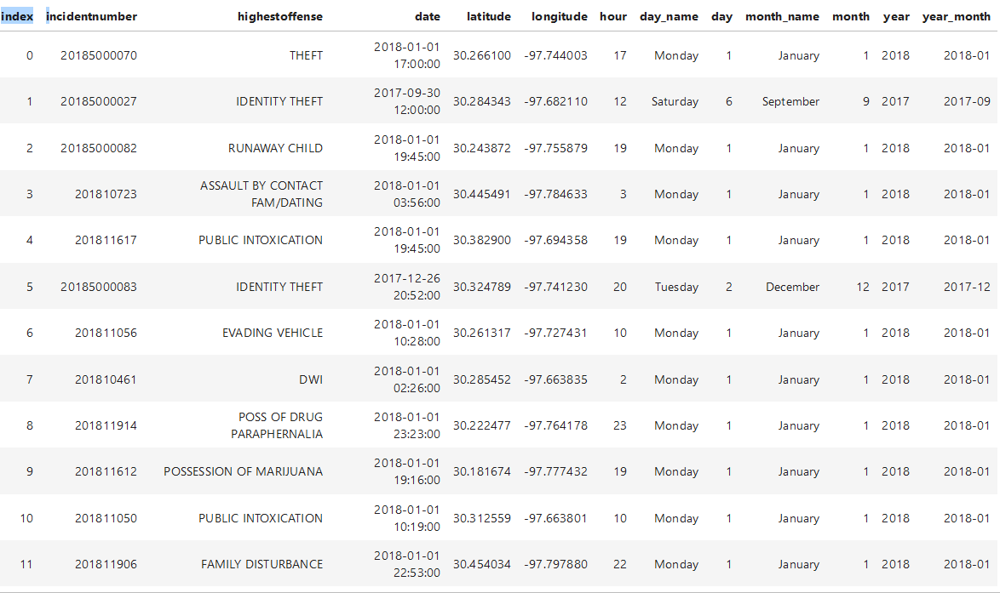 index incidentnumber highestoffense date latitude longitude hour day_name day month_name month year year_month
0 20185000070 THEFT 2018-01-01 17:00:00 30.266100 -97.744003 17 Monday 1 January 1 2018 2018-01
1 20185000027 IDENTITY THEFT 2017-09-30 12:00:00 30.284343 -97.682110 12 Saturday 6 September 9 2017 2017-09
2 20185000082 RUNAWAY CHILD 2018-01-01 19:45:00 30.243872 -97.755879 19 Monday 1 January 1 2018 2018-01
3 201810723 ASSAULT BY CONTACT FAM/DATING 2018-01-01 03:56:00 30.445491 -97.784633 3 Monday 1 January 1 2018 2018-01
4 201811617 PUBLIC INTOXICATION 2018-01-01 19:45:00 30.382900 -97.694358 19 Monday 1 January 1 2018 2018-01
5 20185000083 IDENTITY THEFT 2017-12-26 20:52:00 30.324789 -97.741230 20 Tuesday 2 December 12 2017 2017-12
6 201811056 EVADING VEHICLE 2018-01-01 10:28:00 30.261317 -97.727431 10 Monday 1 January 1 2018 2018-01
7 201810461 DWI 2018-01-01 02:26:00 30.285452 -97.663835 2 Monday 1 January 1 2018 2018-01
8 201811914 POSS OF DRUG PARAPHERNALIA 2018-01-01 23:23:00 30.222477 -97.764178 23 Monday 1 January 1 2018 2018-01
9 201811612 POSSESSION OF MARIJUANA 2018-01-01 19:16:00 30.181674 -97.777432 19 Monday 1 January 1 2018 2018-01
10 201811050 PUBLIC INTOXICATION 2018-01-01 10:19:00 30.312559 -97.663801 10 Monday 1 January 1 2018 2018-01
11 201811906 FAMILY DISTURBANCE 2018-01-01 22:53:00 30.454034 -97.797880 22 Monday 1 January 1 2018 2018-01